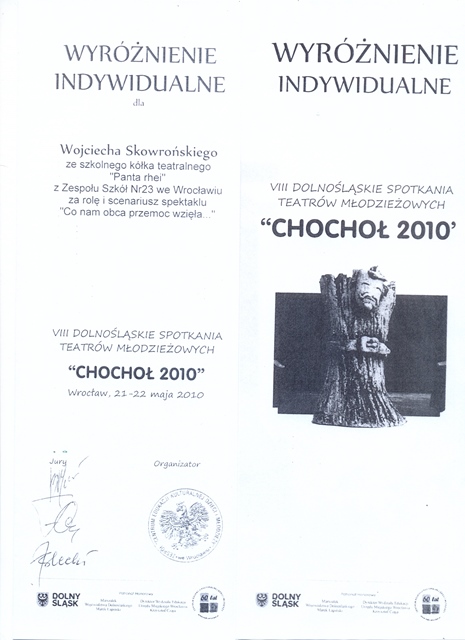 WYRÓŻNIENIE
INDYWIDUALNE
dla
Wojciecha Skowrońskiego
ze szkolnego kółka teatralnego
"Panta rhei"
z Zespołu Szkół Nr23 we Wrocławiu
za rolę i scenariusz spektaklu
"Co nam obca przemoc wzięła..."
VIII DOLNOŚLĄSKIE SPOTKANIA
TEATRÓW MŁODZIEŻOWYCH
"CHOCHOŁ 2010"
Wrocław, 21-22 maja 2010
Jury
Organizator
DOLNY
ŚLĄSK
WYRÓŻNIENIE
INDYWIDUALNE
VIII DOLNOŚLĄSKIE SPOTKANIA
TEATRÓW MŁODZIEŻOWYCH
"CHOCHOŁ 2010'
DOLNY
ŚLĄSK